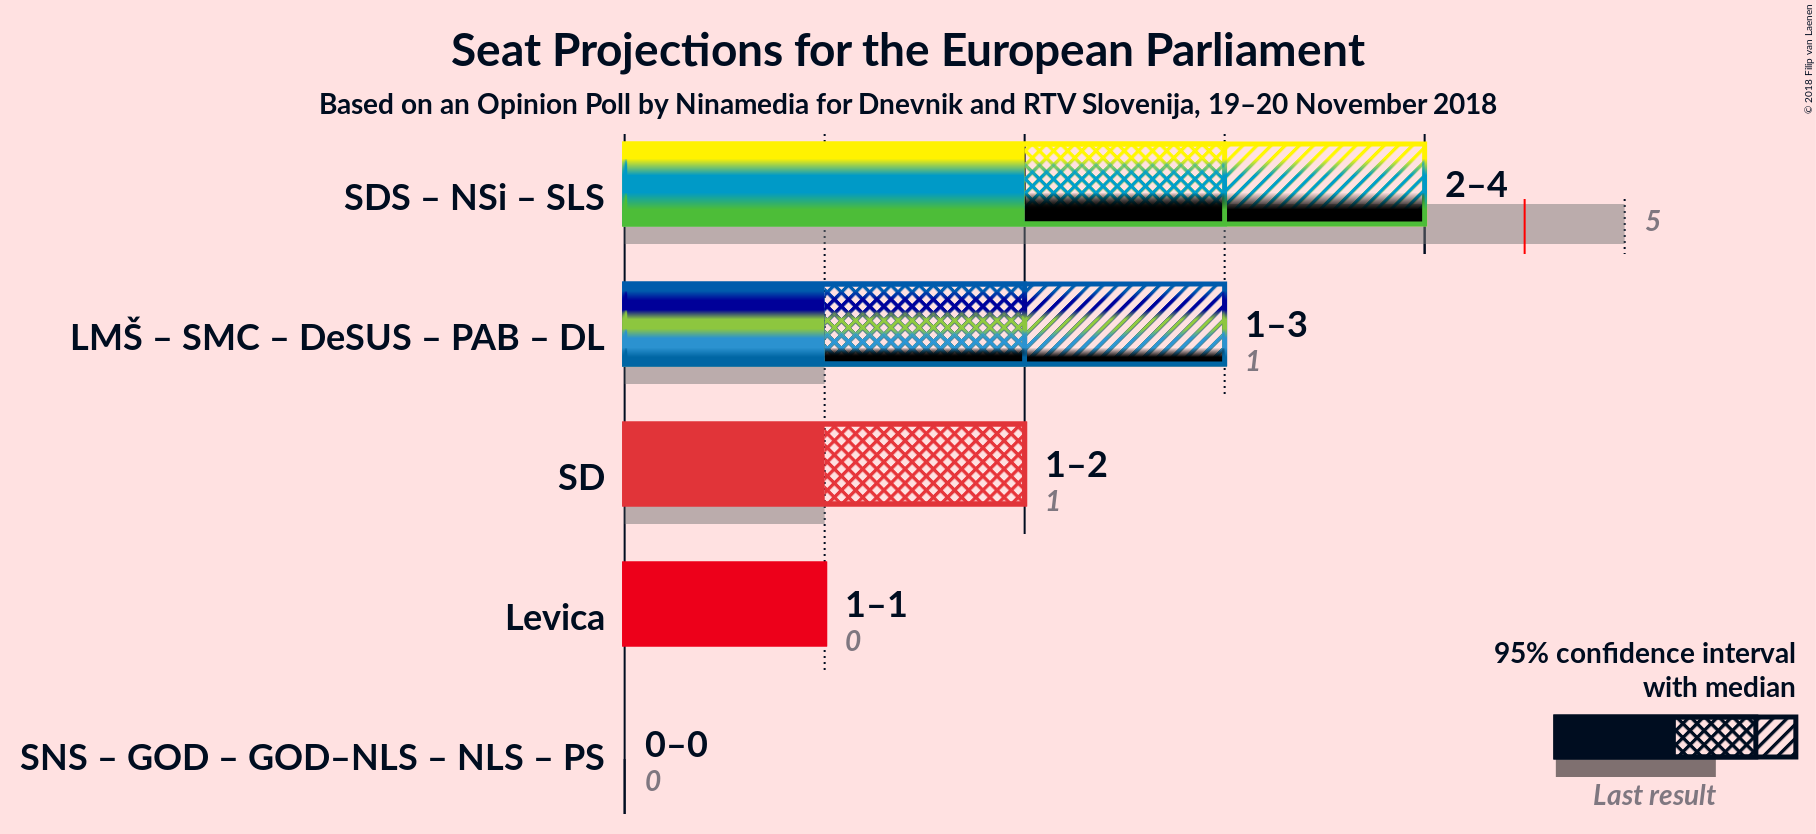 Seat Projections for the European Parliament
Based on an Opinion Poll by Ninamedia for Dnevnik and RTV Slovenija, 19–20 November 2018
© 2018 Filip van Laenen
SDS – NSi – SLS
2–4
5
LMŠ – SMC – DeSUS – PAB – DL
1–3
1
SD
1–2
1
Levica
1–1
0
SNS – GOD – GOD–NLS – NLS – PS
0–0
0
95% confidence interval
with median
Last result